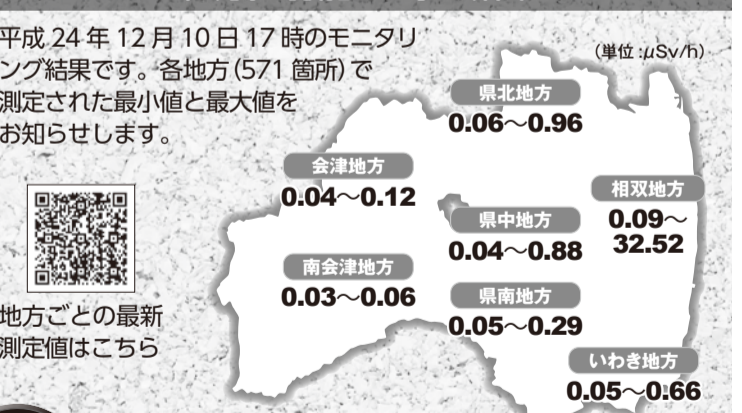 平成 24 年 12 月 10 日 17 時のモニタリ
ング結果です。各地方 (571 箇所) で
測定された最小値と最大値を
お知らせします。
(単位:μSv/h)
県北地方
0.06～0.96
会津地方
0.04～0.12
相双地方
0.09～
32.52
県中地方
0.04～0.88
南会津地方
0.03～0.06
県南地方
0.05～0.29
いわき地方
0.05～0.66
地方ごとの最新
測定値はこちら